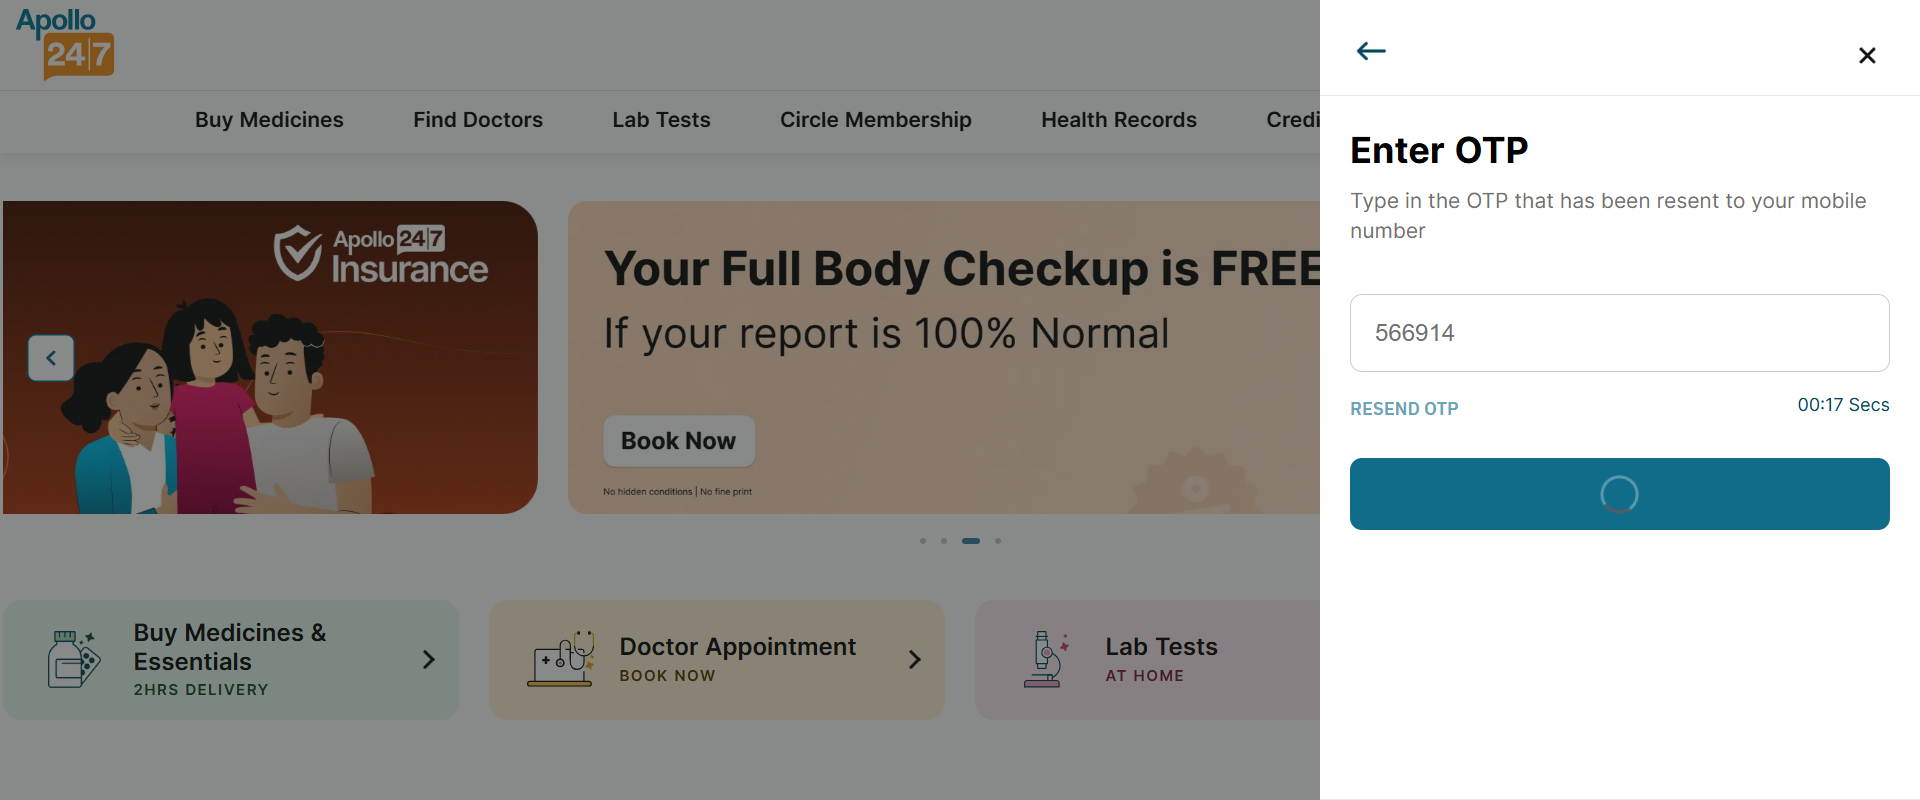 Apollo
24|7
Buy Medicines
Find Doctors
Lab Tests
Circle Membership
Health Records
Credi
Apollo 24|7
Insurance
Your Full Body Checkup is FREE
If your report is 100% Normal
Book Now
No hidden conditions | No fine print
Buy Medicines &
Essentials
2HRS DELIVERY
Doctor Appointment
BOOK NOW
Lab Tests
AT HOME
Enter OTP
Type in the OTP that has been resent to your mobile
number
566914
RESEND OTP
00:17 Secs